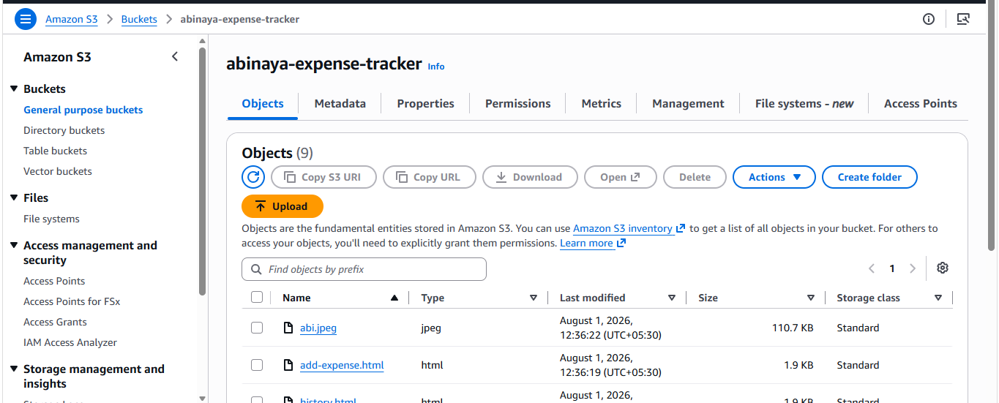 Amazon S3 > Buckets > abinaya-expense-tracker
Amazon S3
Buckets
General purpose buckets
Directory buckets
Table buckets
Vector buckets
Files
File systems
Access management and
security
Access Points
Access Points for FSx
Access Grants
IAM Access Analyzer
Storage management and
insights
abinaya-expense-tracker Info
Objects Metadata Properties Permissions Metrics Management File systems - new Access Points
Objects (9)
Copy S3 URI Copy URL Download Open Delete Actions Create folder
Upload
Objects are the fundamental entities stored in Amazon S3. You can use Amazon S3 inventory to get a list of all objects in your bucket. For others to
access your objects, you'll need to explicitly grant them permissions. Learn more
Find objects by prefix
1
Name Type Last modified Size Storage class
abi.jpeg jpeg August 1, 2026, 110.7 KB Standard
12:36:22 (UTC+05:30)
add-expense.html html August 1, 2026, 1.9 KB Standard
12:36:19 (UTC+05:30)
history.html html August 1, 2026, 1.9 KB Standard